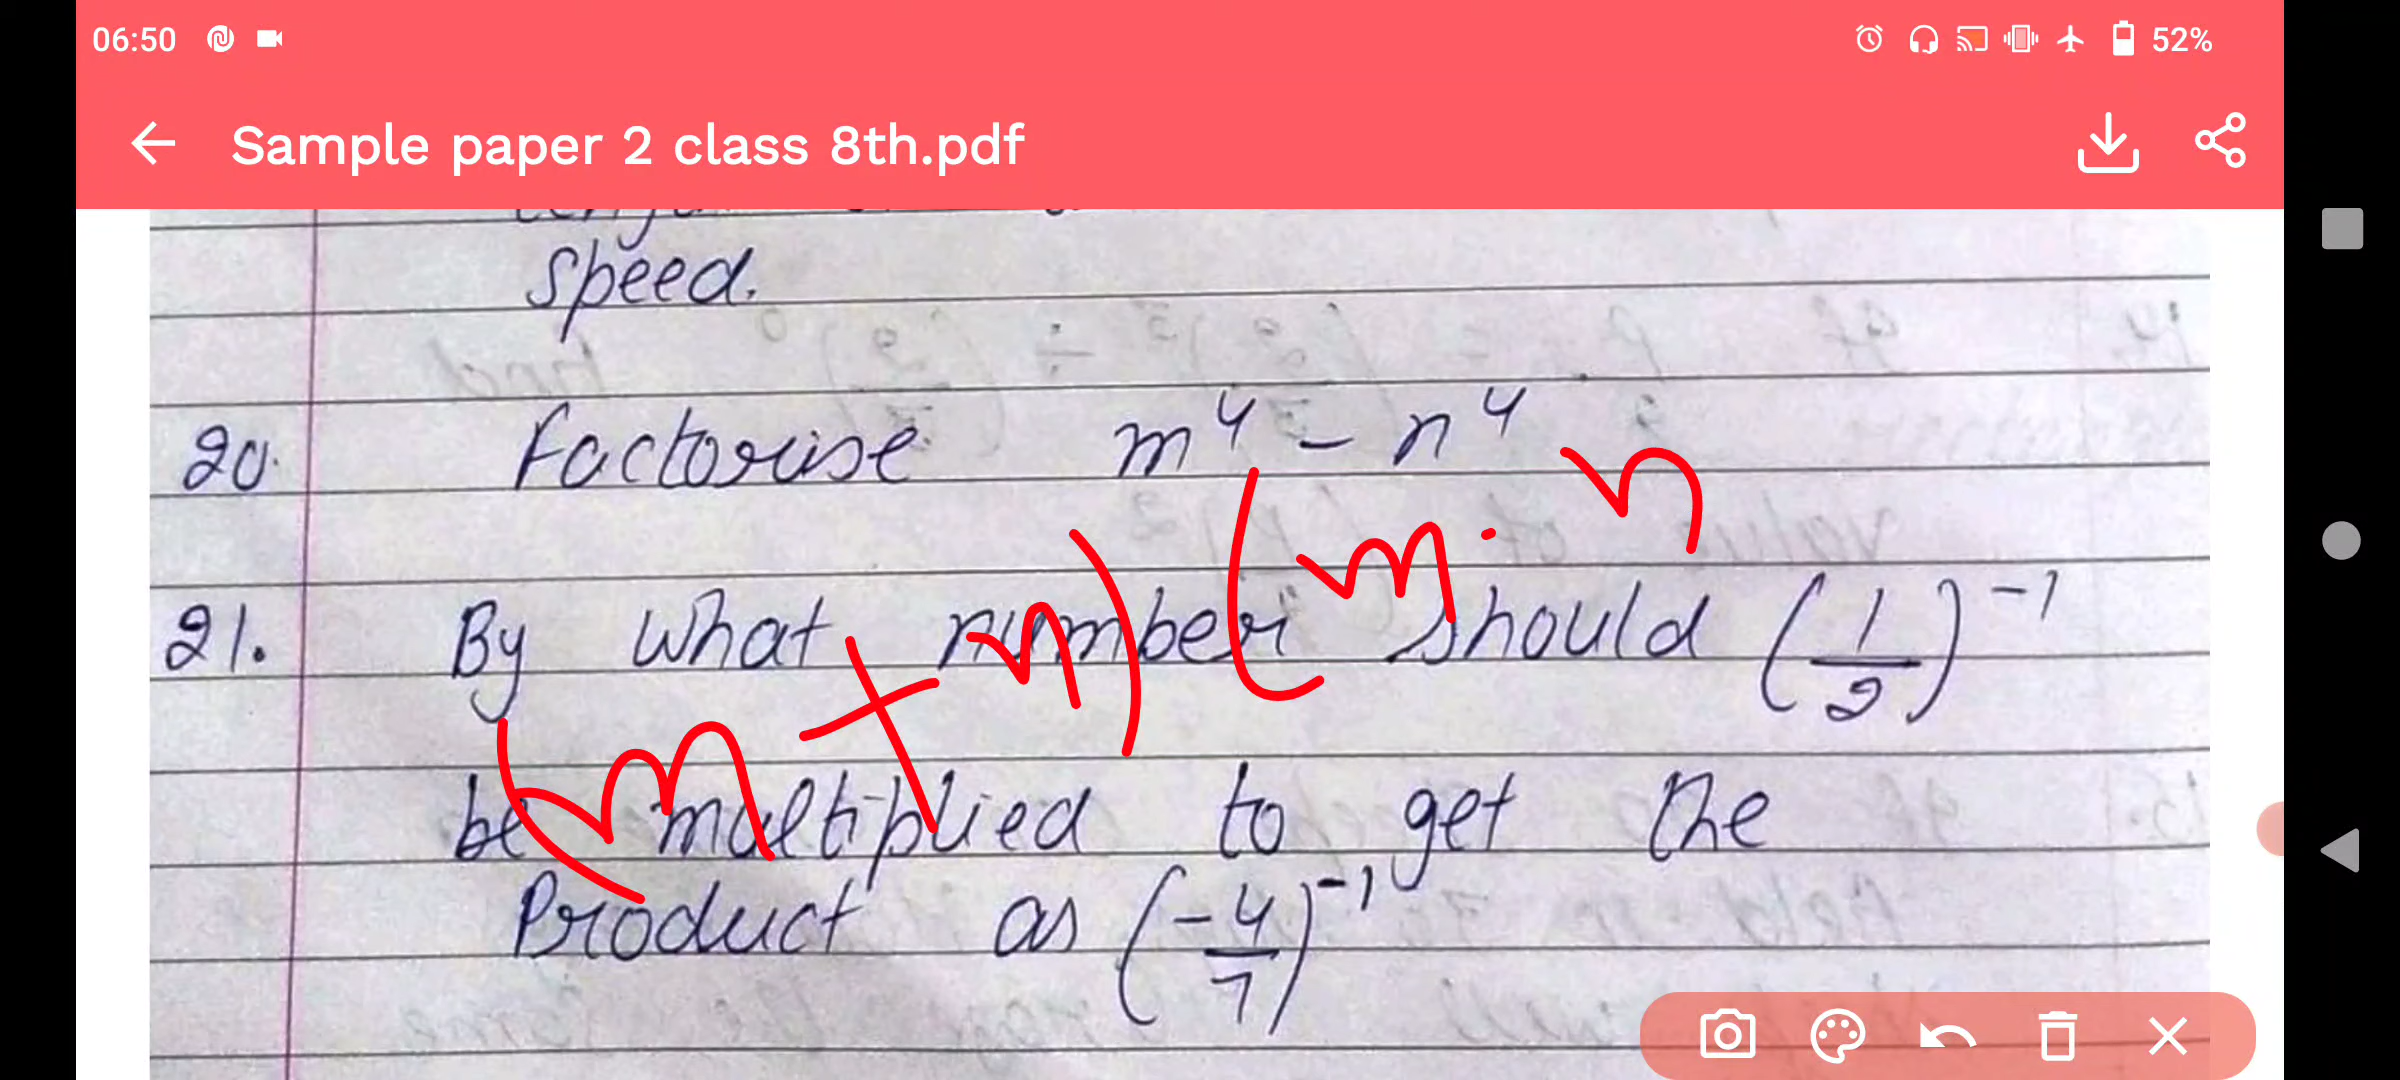 06:50 52%
Sample paper 2 class 8th.pdf
speed.
20. Factorise m⁴ - n⁴
(m + n) (m · n
21. By what number should (1/2)⁻¹
be multiplied to get the
Product as (-4/7)⁻¹